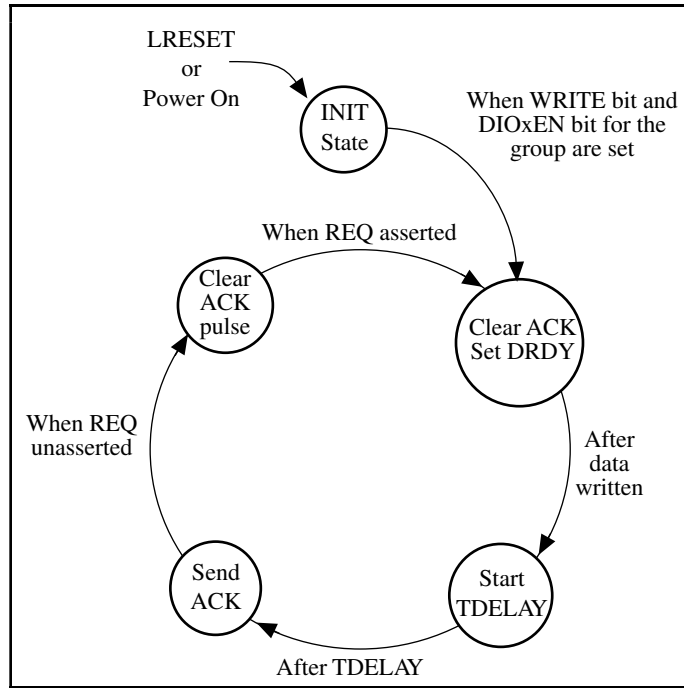 LRESET
or
Power On
INIT
State
When WRITE bit and
DIOxEN bit for the
group are set
When REQ asserted
Clear
ACK
pulse
Clear ACK
Set DRDY
When REQ
unasserted
After
data
written
Send
ACK
Start
TDELAY
After TDELAY